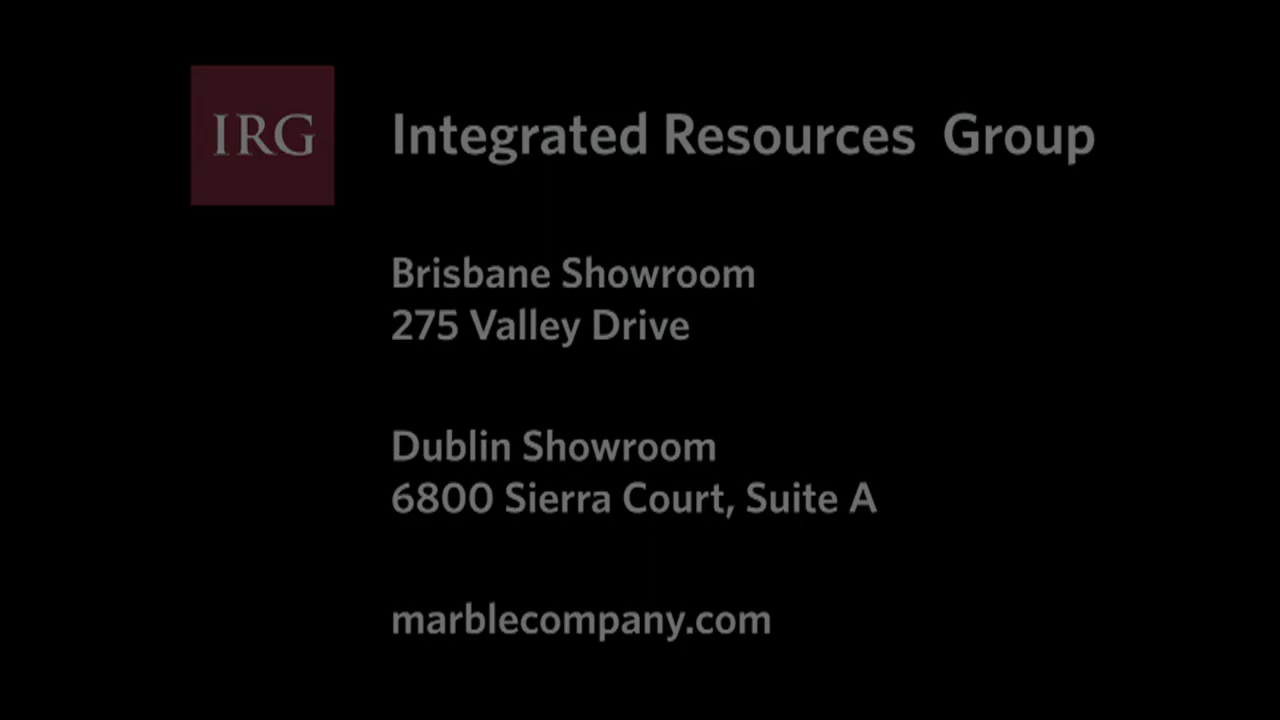 IRG
Integrated Resources Group
Brisbane Showroom
275 Valley Drive
Dublin Showroom
6800 Sierra Court, Suite A
marblecompany.com